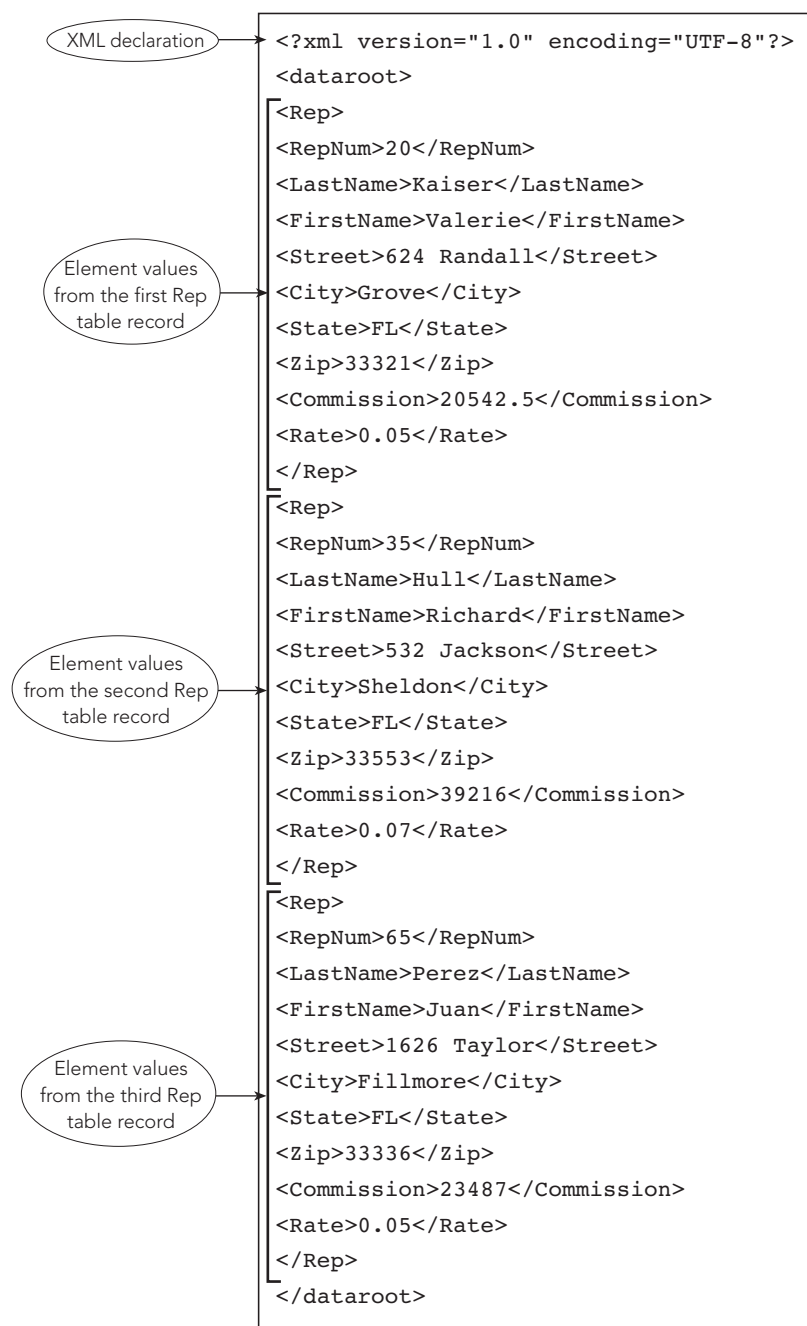 XML declaration
<?xml version="1.0" encoding="UTF-8"?>
<dataroot>
Element values
from the first Rep
table record
<Rep>
<RepNum>20</RepNum>
<LastName>Kaiser</LastName>
<FirstName>Valerie</FirstName>
<Street>624 Randall</Street>
<City>Grove</City>
<State>FL</State>
<Zip>33321</Zip>
<Commission>20542.5</Commission>
<Rate>0.05</Rate>
</Rep>
Element values
from the second Rep
table record
<Rep>
<RepNum>35</RepNum>
<LastName>Hull</LastName>
<FirstName>Richard</FirstName>
<Street>532 Jackson</Street>
<City>Sheldon</City>
<State>FL</State>
<Zip>33553</Zip>
<Commission>39216</Commission>
<Rate>0.07</Rate>
</Rep>
Element values
from the third Rep
table record
<Rep>
<RepNum>65</RepNum>
<LastName>Perez</LastName>
<FirstName>Juan</FirstName>
<Street>1626 Taylor</Street>
<City>Fillmore</City>
<State>FL</State>
<Zip>33336</Zip>
<Commission>23487</Commission>
<Rate>0.05</Rate>
</Rep>
</dataroot>